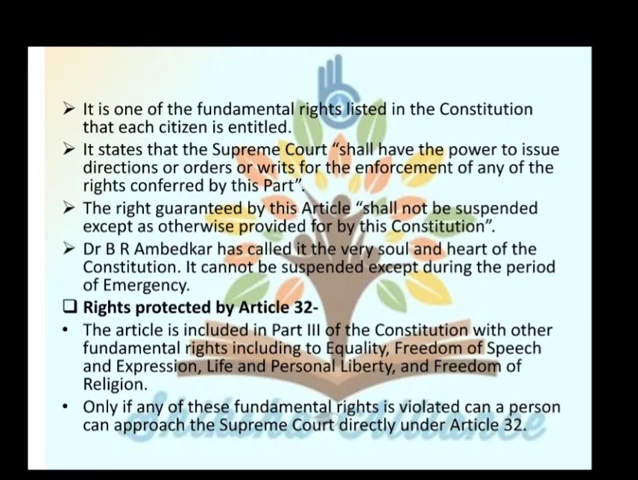 ➢ It is one of the fundamental rights listed in the Constitution
that each citizen is entitled.
➢ It states that the Supreme Court “shall have the power to issue
directions or orders or writs for the enforcement of any of the
rights conferred by this Part”.
➢ The right guaranteed by this Article “shall not be suspended
except as otherwise provided for by this Constitution”.
➢ Dr B R Ambedkar has called it the very soul and heart of the
Constitution. It cannot be suspended except during the period
of Emergency.
❑ Rights protected by Article 32-
• The article is included in Part III of the Constitution with other
fundamental rights including to Equality, Freedom of Speech
and Expression, Life and Personal Liberty, and Freedom of
Religion.
• Only if any of these fundamental rights is violated can a person
can approach the Supreme Court directly under Article 32.